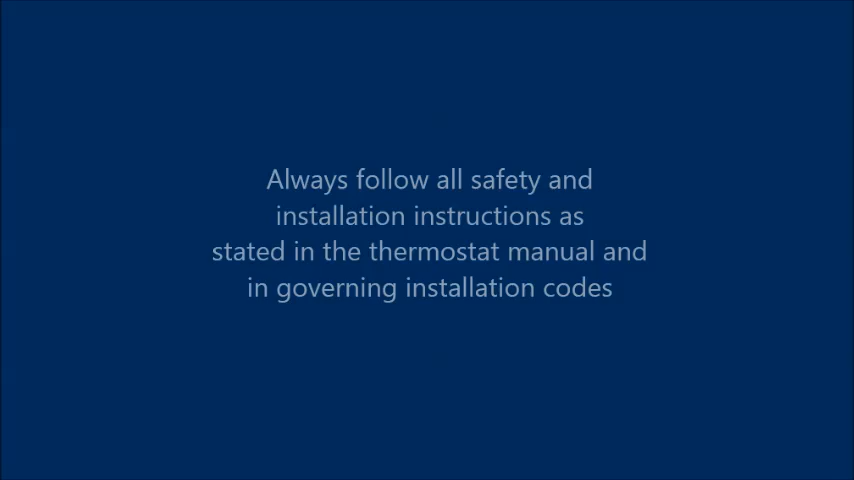 Always follow all safety and
installation instructions as
stated in the thermostat manual and
in governing installation codes